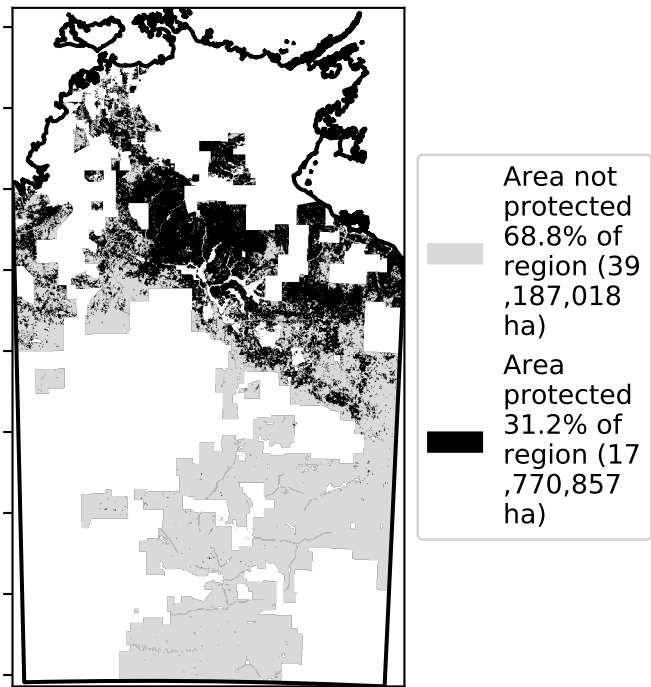 Area not
protected
68.8% of
region (39
,187,018
ha)
Area
protected
31.2% of
region (17
,770,857
ha)